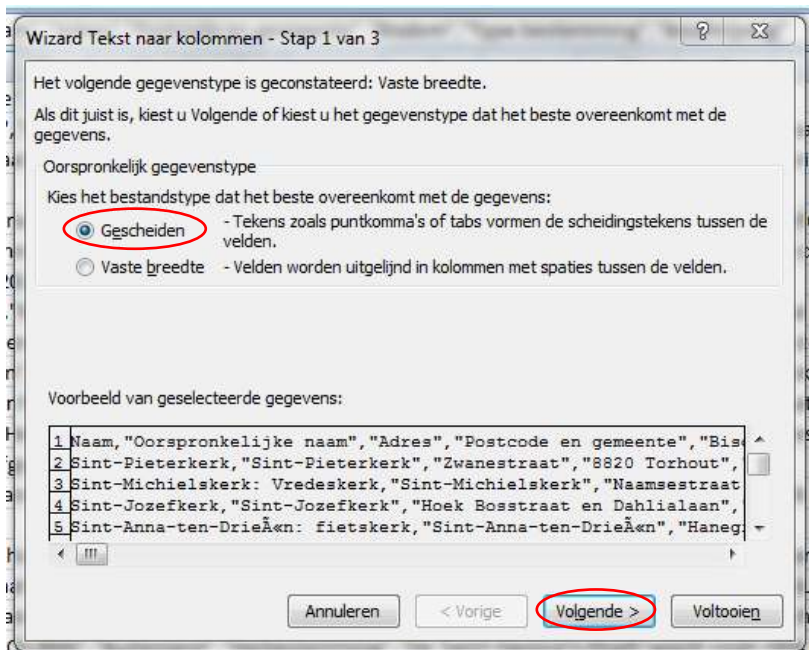 Wizard Tekst naar kolommen - Stap 1 van 3
Het volgende gegevenstype is geconstateerd: Vaste breedte.
Als dit juist is, kiest u Volgende of kiest u het gegevenstype dat het beste overeenkomt met de
gegevens.
Oorspronkelijk gegevenstype
Kies het bestandstype dat het beste overeenkomt met de gegevens:
Gescheiden - Tekens zoals puntkomma's of tabs vormen de scheidingstekens tussen de
velden.
Vaste breedte - Velden worden uitgelijnd in kolommen met spaties tussen de velden.
Voorbeeld van geselecteerde gegevens:
1 Naam,"Oorspronkelijke naam","Adres","Postcode en gemeente","Bis
2 Sint-Pieterkerk,"Sint-Pieterkerk","Zwanestraat","8820 Torhout",
3 Sint-Michielskerk: Vredeskerk,"Sint-Michielskerk","Naamsestraat
4 Sint-Jozefkerk,"Sint-Jozefkerk","Hoek Bosstraat en Dahlialaan",
5 Sint-Anna-ten-DrieÃ«n: fietskerk,"Sint-Anna-ten-DrieÃ«n","Haneg
Annuleren < Vorige Volgende > Voltooien